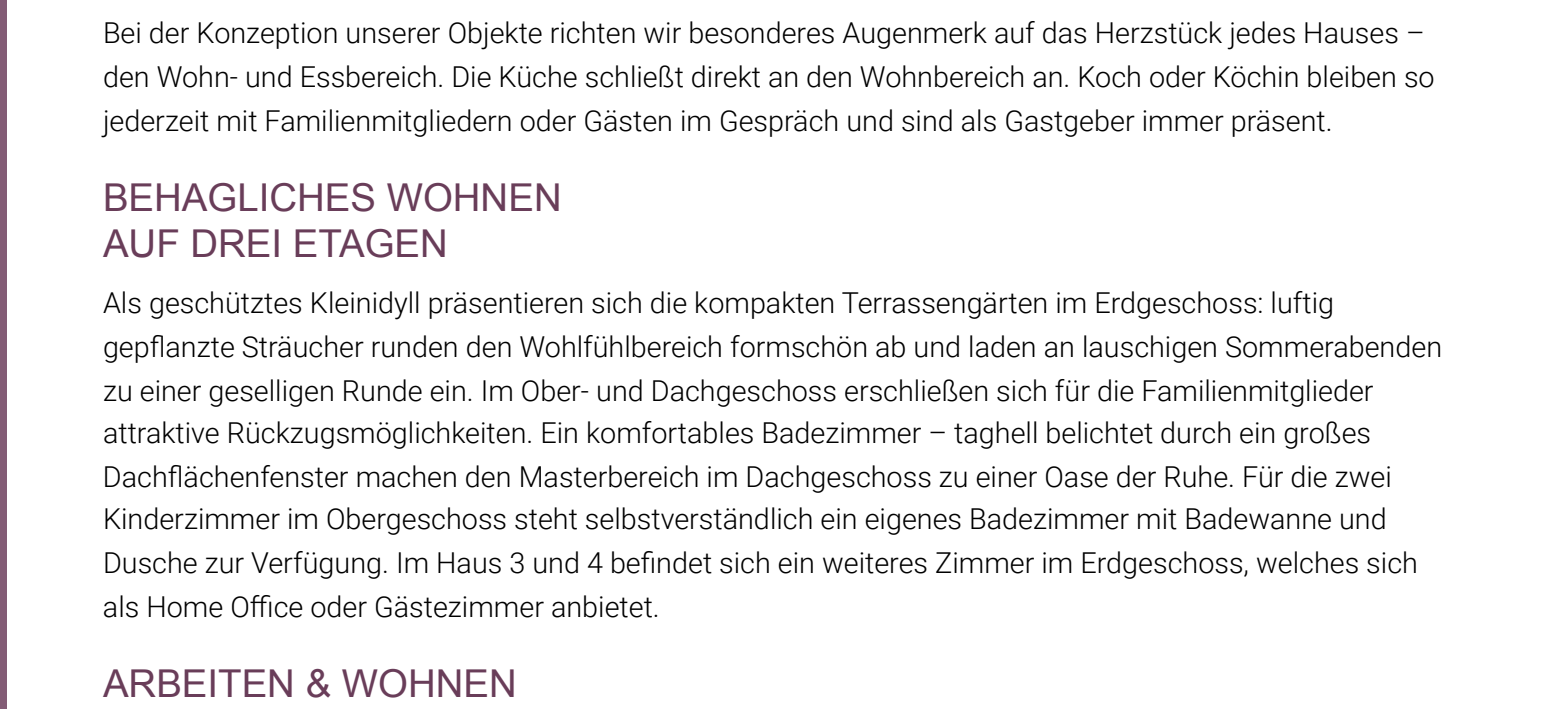 Bei der Konzeption unserer Objekte richten wir besonderes Augenmerk auf das Herzstück jedes Hauses –
den Wohn- und Essbereich. Die Küche schließt direkt an den Wohnbereich an. Koch oder Köchin bleiben so
jederzeit mit Familienmitgliedern oder Gästen im Gespräch und sind als Gastgeber immer präsent.
BEHAGLICHES WOHNEN
AUF DREI ETAGEN
Als geschütztes Kleinidyll präsentieren sich die kompakten Terrassengärten im Erdgeschoss: luftig
gepflanzte Sträucher runden den Wohlfühlbereich formschön ab und laden an lauschigen Sommerabenden
zu einer geselligen Runde ein. Im Ober- und Dachgeschoss erschließen sich für die Familienmitglieder
attraktive Rückzugsmöglichkeiten. Ein komfortables Badezimmer – taghell belichtet durch ein großes
Dachflächenfenster machen den Masterbereich im Dachgeschoss zu einer Oase der Ruhe. Für die zwei
Kinderzimmer im Obergeschoss steht selbstverständlich ein eigenes Badezimmer mit Badewanne und
Dusche zur Verfügung. Im Haus 3 und 4 befindet sich ein weiteres Zimmer im Erdgeschoss, welches sich
als Home Office oder Gästezimmer anbietet.
ARBEITEN & WOHNEN